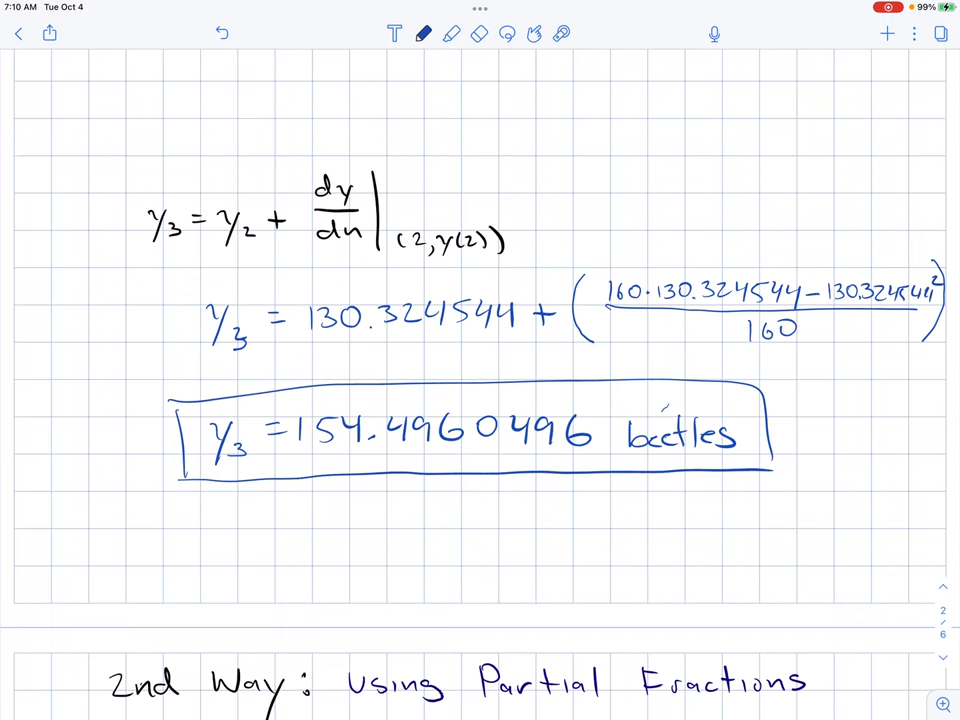 7:10 AM Tue Oct 4
99%
y₃ = y₂ + dy/dn |(2, y(2))
y₃ = 130.324544 + (160·130.324544 − 130.324544² / 160)
y₃ = 154.4960496 beetles
2
/
6
2nd Way: Using Partial Fractions